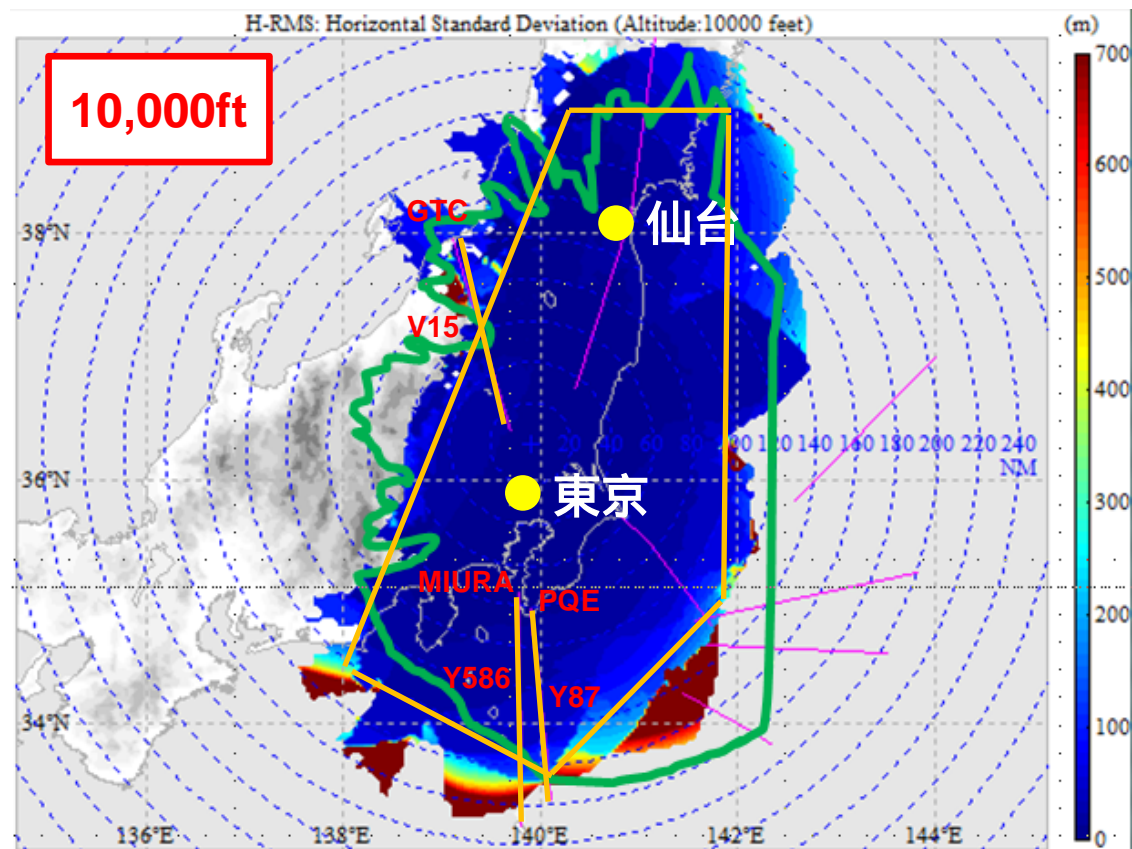 H-RMS: Horizontal Standard Deviation (Altitude:10000 feet)
(m)
10,000ft
700
600
500
400
300
200
100
0
GTC
38°N
仙台
V15
20 40 60 80 100 120 140 160 180 200 220 240
NM
36°N
東京
MIURA
PQE
Y586
Y87
34°N
136°E
138°E
140°E
142°E
144°E